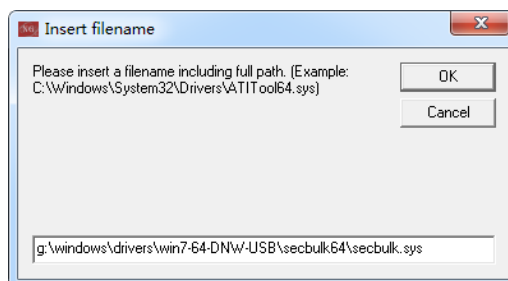 Insert filename
Please insert a filename including full path. (Example:
C:\Windows\System32\Drivers\ATITool64.sys)
OK
Cancel
g:\windows\drivers\win7-64-DNW-USB\secbulk64\secbulk.sys